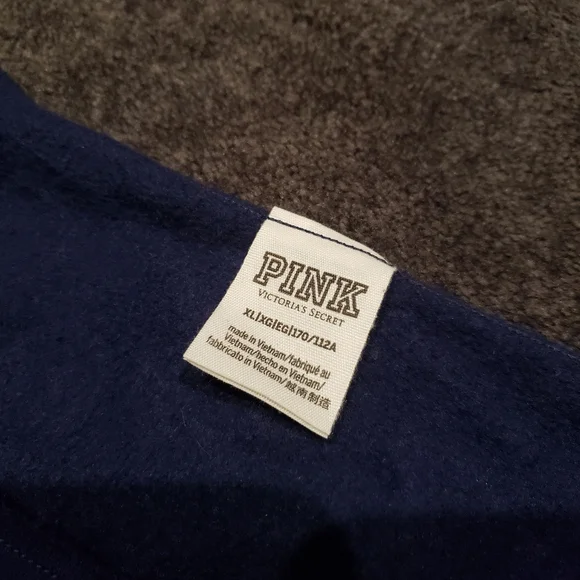 PINK
VICTORIA'S SECRET
XL|XG|EG|170/112A
made in Vietnam/fabriqué au
Vietnam/hecho en Vietnam/
fabbricato in Vietnam/越南制造